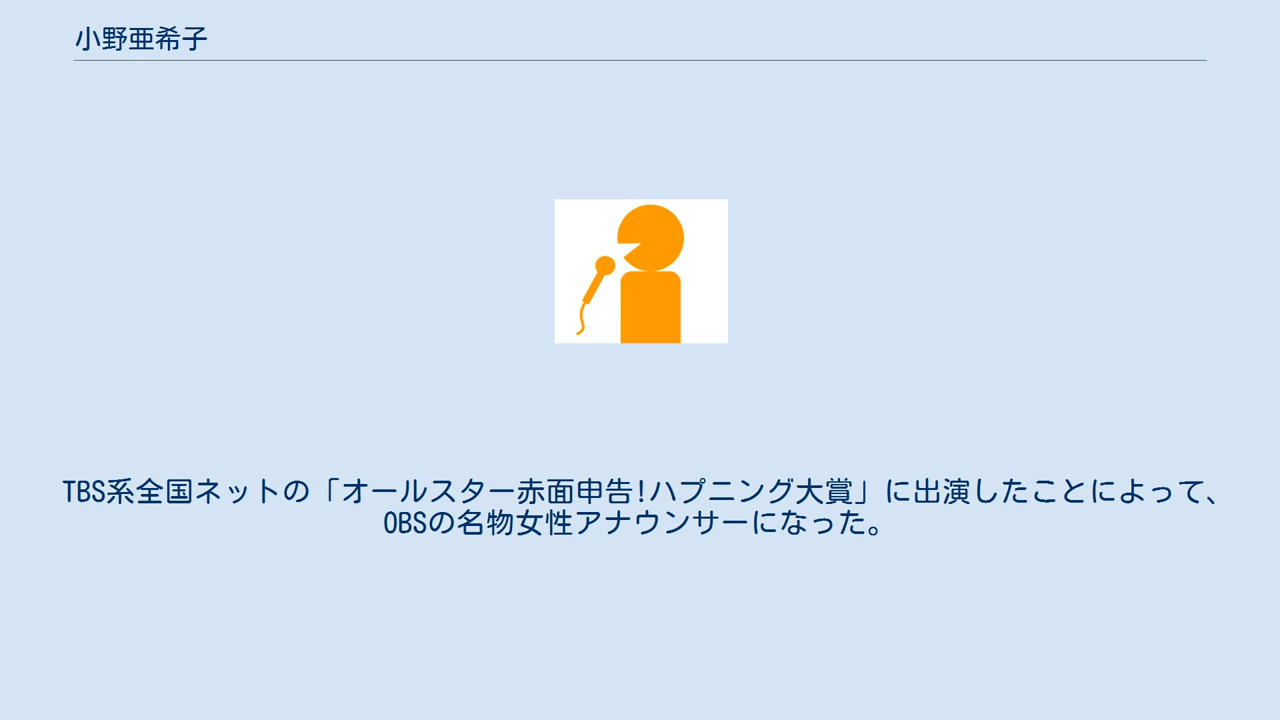 小野亜希子
TBS系全国ネットの「オールスター赤面申告!ハプニング大賞」に出演したことによって、
OBSの名物女性アナウンサーになった。